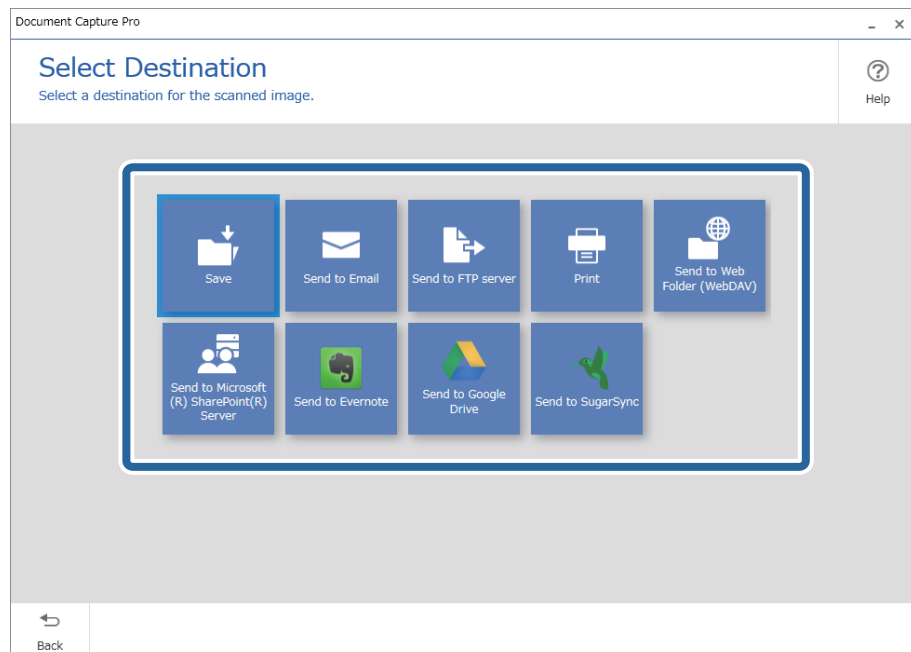 Document Capture Pro
Select Destination
Select a destination for the scanned image.
Help
Save
Send to Email
Send to FTP server
Print
Send to Web
Folder (WebDAV)
Send to Microsoft
(R) SharePoint(R)
Server
Send to Evernote
Send to Google
Drive
Send to SugarSync
Back